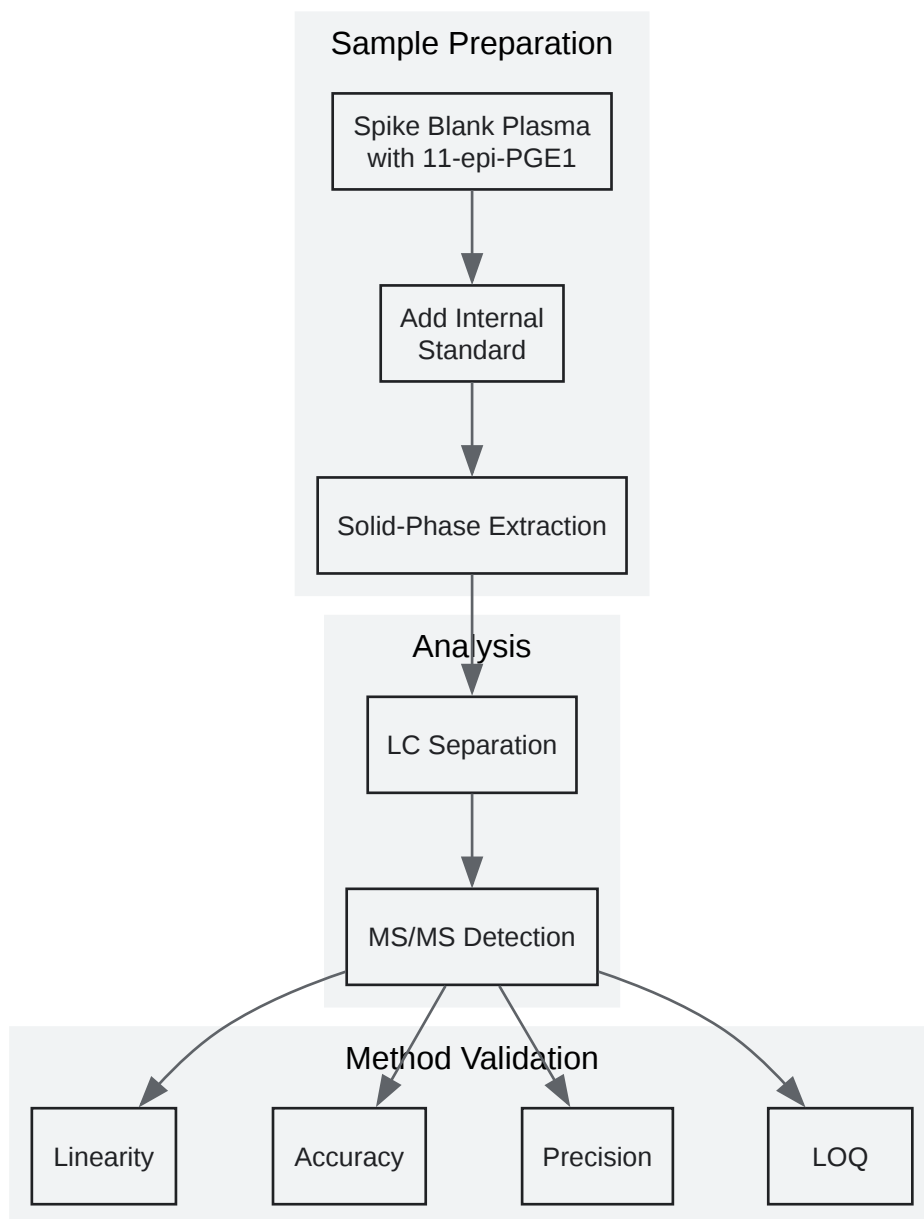 Sample Preparation
Spike Blank Plasma
with 11-epi-PGE1
Add Internal
Standard
Solid-Phase Extraction
Analysis
LC Separation
MS/MS Detection
Method Validation
Linearity
Accuracy
Precision
LOQ